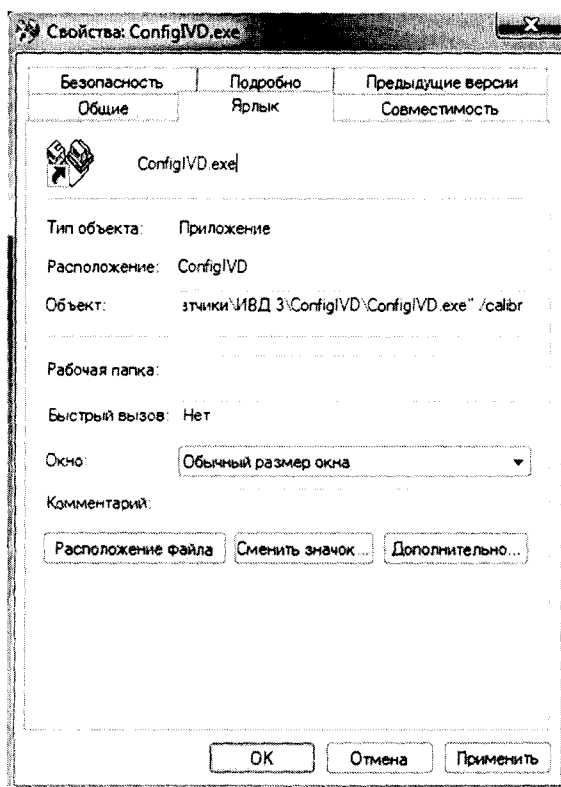 Свойства: ConfigIVD.exe
Безопасность Подробно Предыдущие версии
Общие Ярлык Совместимость
ConfigIVD.exe
Тип объекта: Приложение
Расположение: ConfigIVD
Объект: зтчики\ИВД 3\ConfigIVD\ConfigIVD.exe" /calibr
Рабочая папка:
Быстрый вызов: Нет
Окно: Обычный размер окна
Комментарий:
Расположение файла Сменить значок... Дополнительно...
ОК Отмена Применить